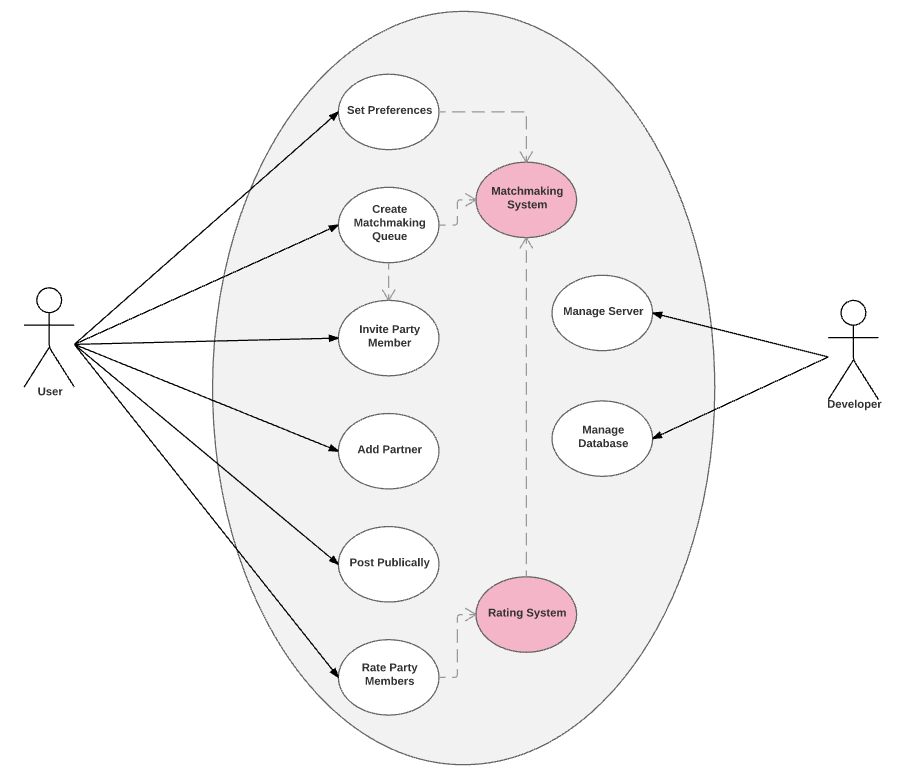 Set Preferences
Matchmaking
System
Create
Matchmaking
Queue
Manage Server
Invite Party
Member
User
Developer
Add Partner
Manage
Database
Post Publically
Rating System
Rate Party
Members